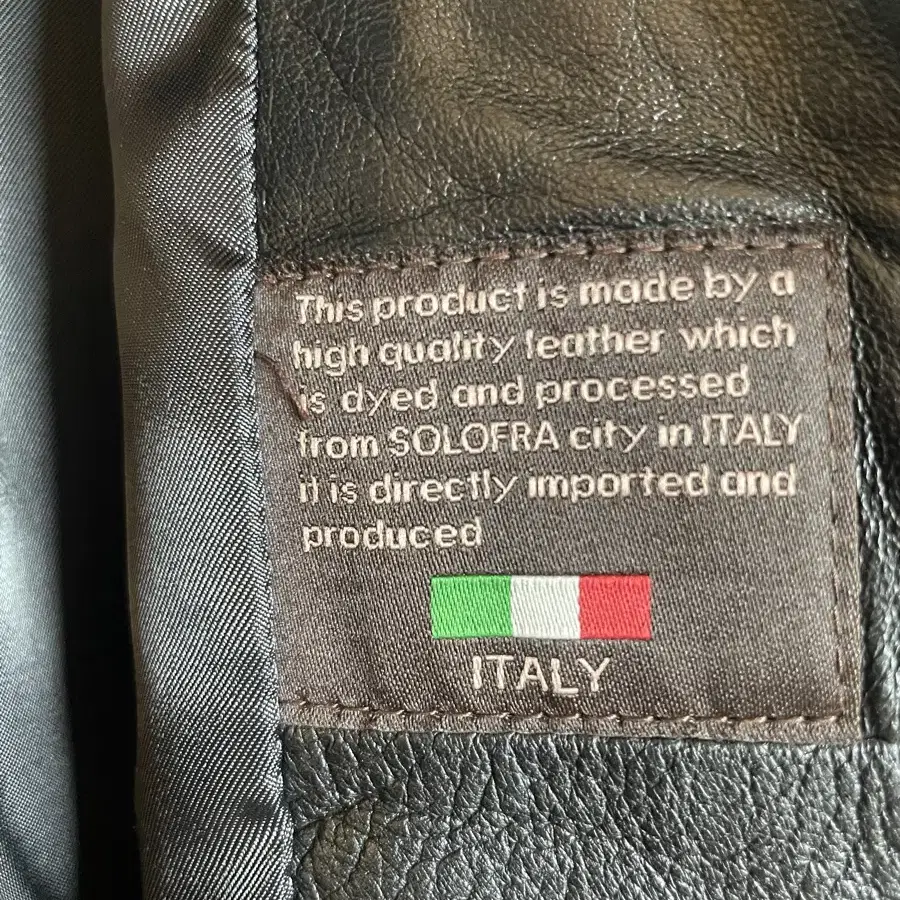 This product is made by a
high quality leather which
is dyed and processed
from SOLOFRA city in ITALY
it is directly imported and
produced
ITALY